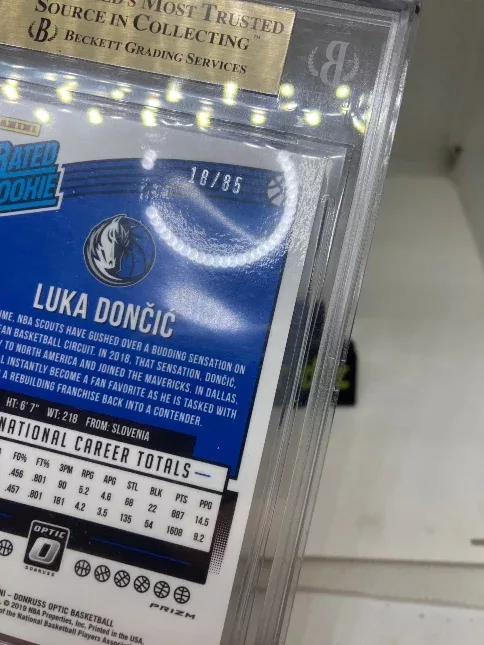 MOST TRUSTED
SOURCE IN COLLECTING™
BECKETT GRADING SERVICES
PANINI
RATED
ROOKIE
18/85
LUKA DONČIĆ
NBA SCOUTS HAVE GUSHED OVER A BUDDING SENSATION ON
BASKETBALL CIRCUIT. IN 2018, THAT SENSATION, DONČIĆ,
TO NORTH AMERICA AND JOINED THE MAVERICKS. IN DALLAS,
INSTANTLY BECOME A FAN FAVORITE AS HE IS TASKED WITH
A REBUILDING FRANCHISE BACK INTO A CONTENDER.
HT: 6' 7" WT: 218 FROM: SLOVENIA
NATIONAL CAREER TOTALS
FG% FT% 3PM RPG APG STL BLK PTS PPG
.456 .801 90 5.2 4.6 68 22 887 14.5
.457 .801 181 4.2 3.5 135 54 1608 9.2
OPTIC
DONRUSS
PRIZM
- DONRUSS OPTIC BASKETBALL
© 2019 NBA Properties, Inc. Printed in the USA.
of the National Basketball Players